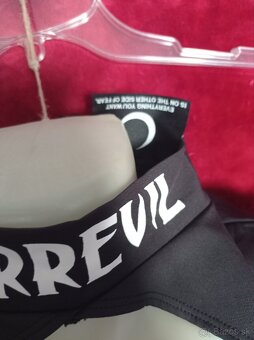 EVERYTHING YOU WANT
IS ON THE OTHER SIDE OF FEAR.
RREVIL